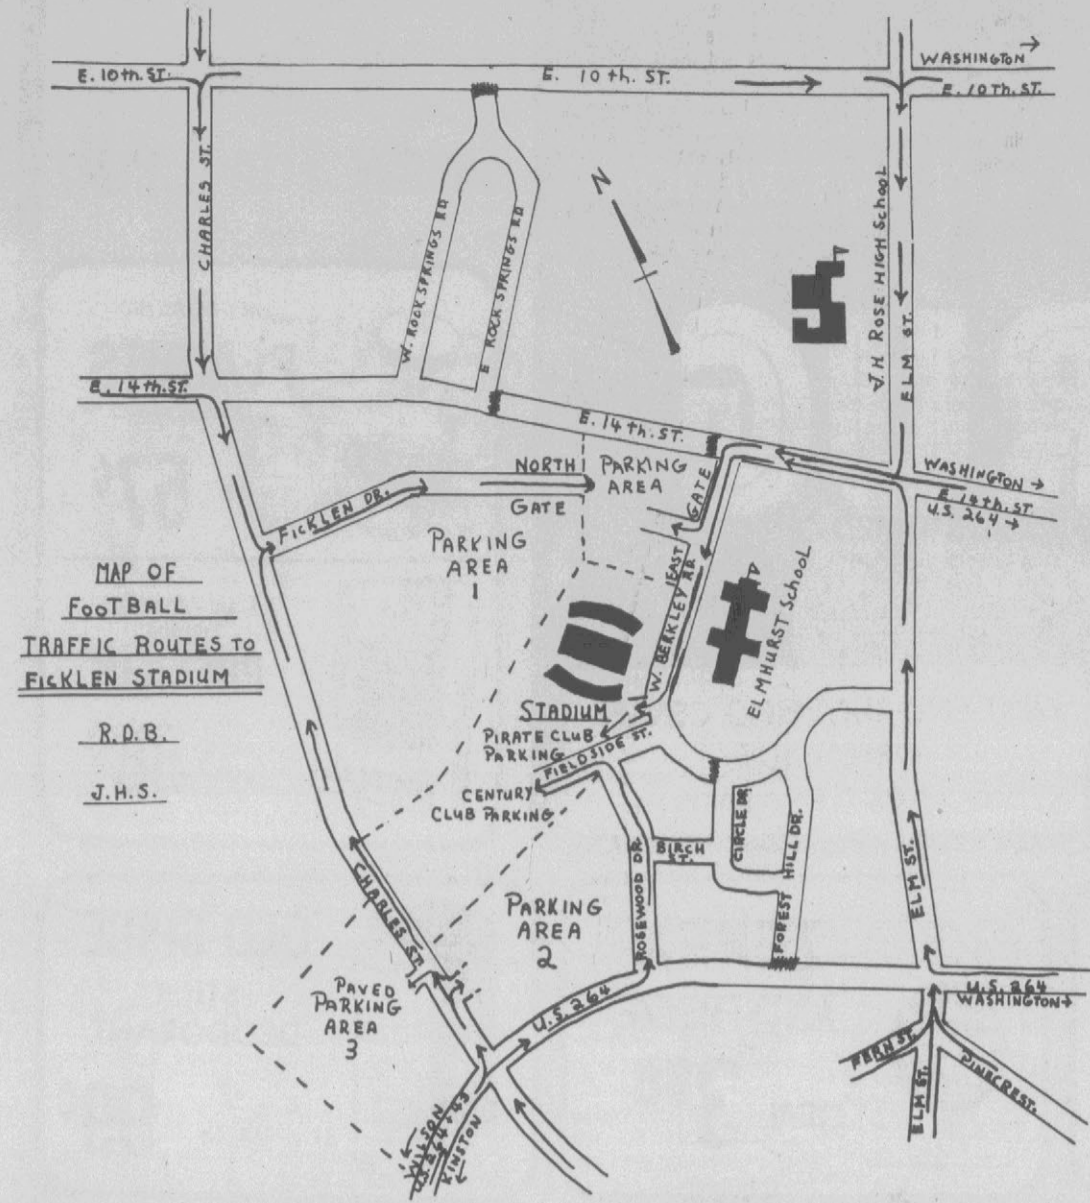 WASHINGTON →
E. 10th. ST.
E. 10th. ST.
E. 10th. ST.
CHARLES ST.
W. ROCK SPRINGS RD
E ROCK SPRINGS RD
N
J.H ROSE HIGH SCHOOL
ELM ST.
E. 14th. ST.
E. 14th. ST.
WASHINGTON →
E 14th. ST
U.S. 264 →
NORTH
GATE
PARKING
AREA
EAST
GATE
FICKLEN DR.
PARKING
AREA
1
MAP OF
FOOTBALL
TRAFFIC ROUTES TO
FICKLEN STADIUM
R.D.B.
J.H.S.
W. BERKLEY RD.
ELMHURST SCHOOL
STADIUM
PIRATE CLUB
PARKING
FIELDSIDE ST.
CENTURY
CLUB PARKING
BIRCH
ST.
CIRCLE DR.
FOREST HILL DR.
ROSEWOOD DR.
CHARLES ST.
PARKING
AREA
2
ELM ST.
PAVED
PARKING
AREA
3
U.S. 264
U.S. 264
WASHINGTON →
FERN ST.
ELM ST.
PINECREST.
WILSON
U.S. 264 + 43
KINSTON